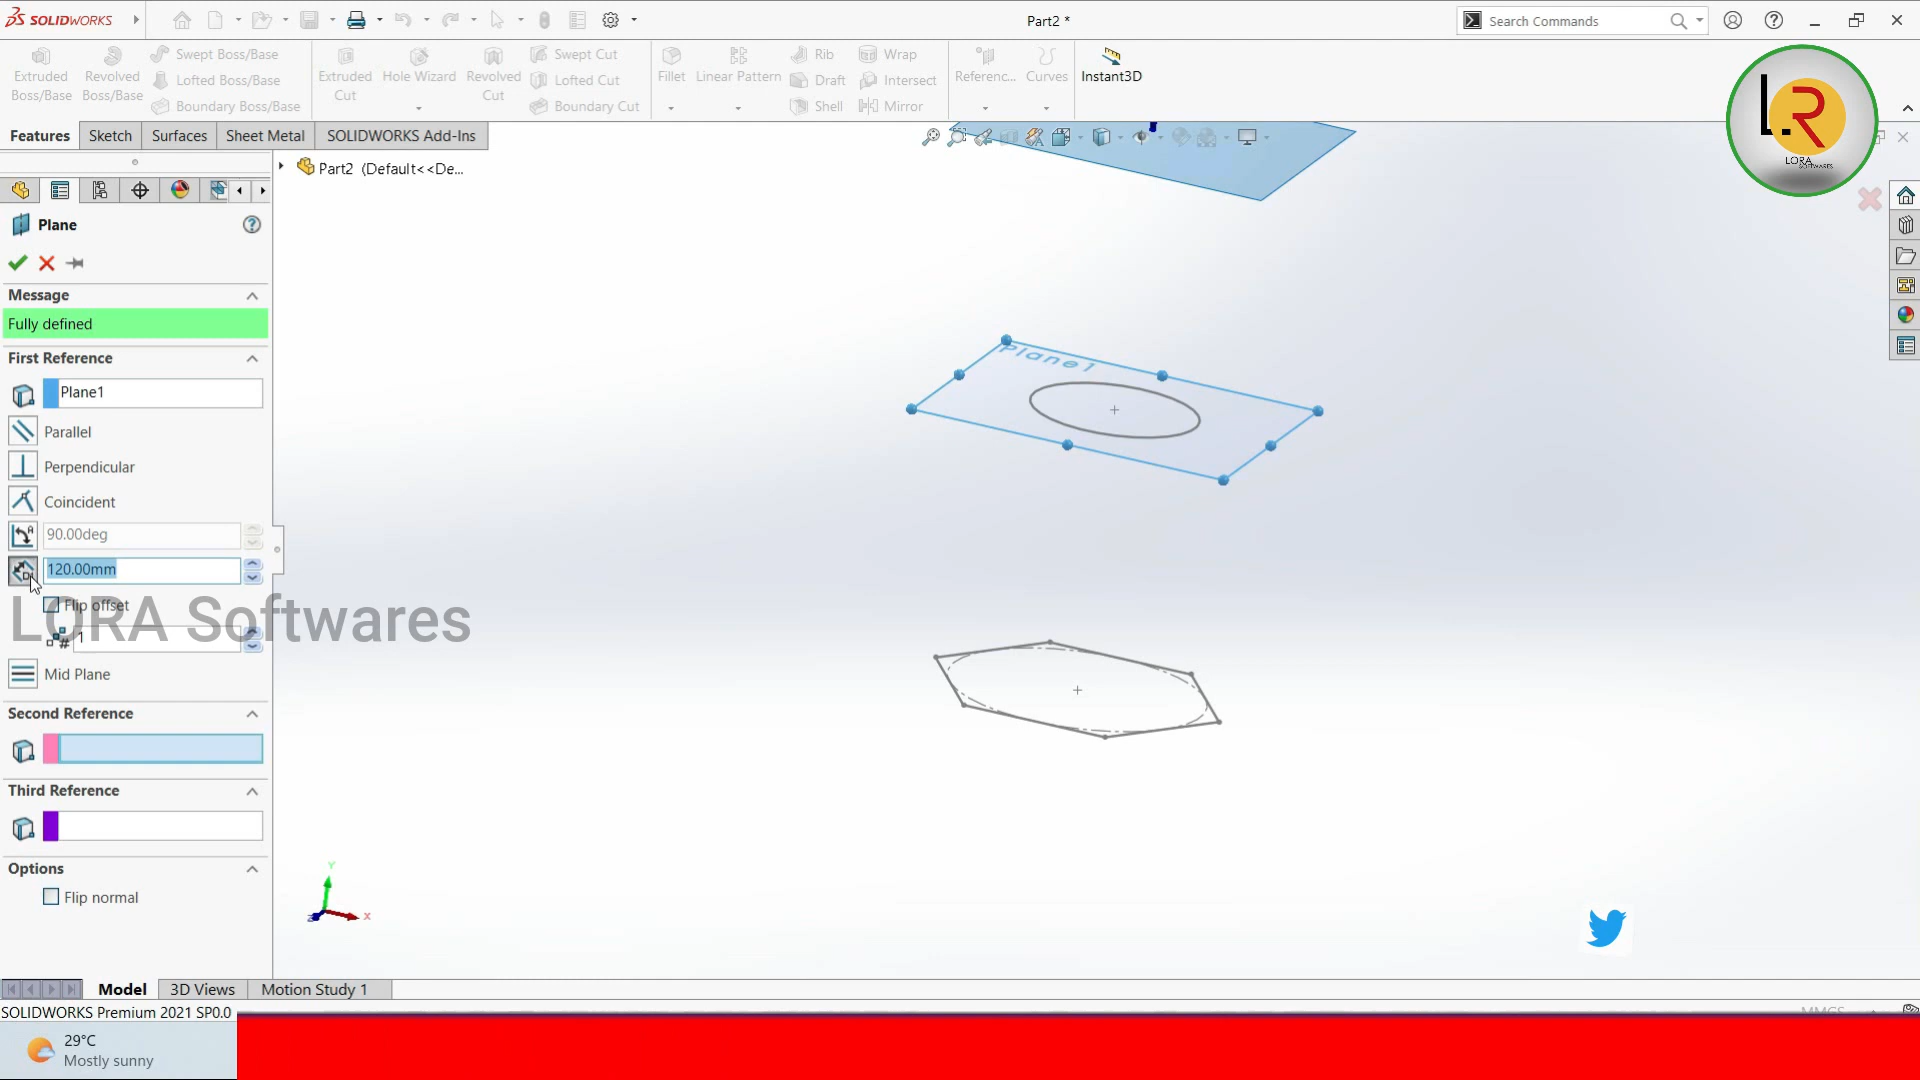 SOLIDWORKS
Part2 *
Search Commands
Extruded Boss/Base
Revolved Boss/Base
Swept Boss/Base
Lofted Boss/Base
Boundary Boss/Base
Extruded Cut
Hole Wizard
Revolved Cut
Swept Cut
Lofted Cut
Boundary Cut
Fillet
Linear Pattern
Rib
Draft
Shell
Wrap
Intersect
Mirror
Referenc...
Curves
Instant3D
L.R
LORA
SOFTWARES
Features
Sketch
Surfaces
Sheet Metal
SOLIDWORKS Add-Ins
Part2 (Default<<De...
Plane
Message
Fully defined
First Reference
Plane1
Parallel
Perpendicular
Coincident
90.00deg
120.00mm
Flip offset
LORA Softwares
1
Mid Plane
Second Reference
Third Reference
Options
Flip normal
Plane1
Y
X
Z
Model
3D Views
Motion Study 1
SOLIDWORKS Premium 2021 SP0.0
MMGS
29°C
Mostly sunny